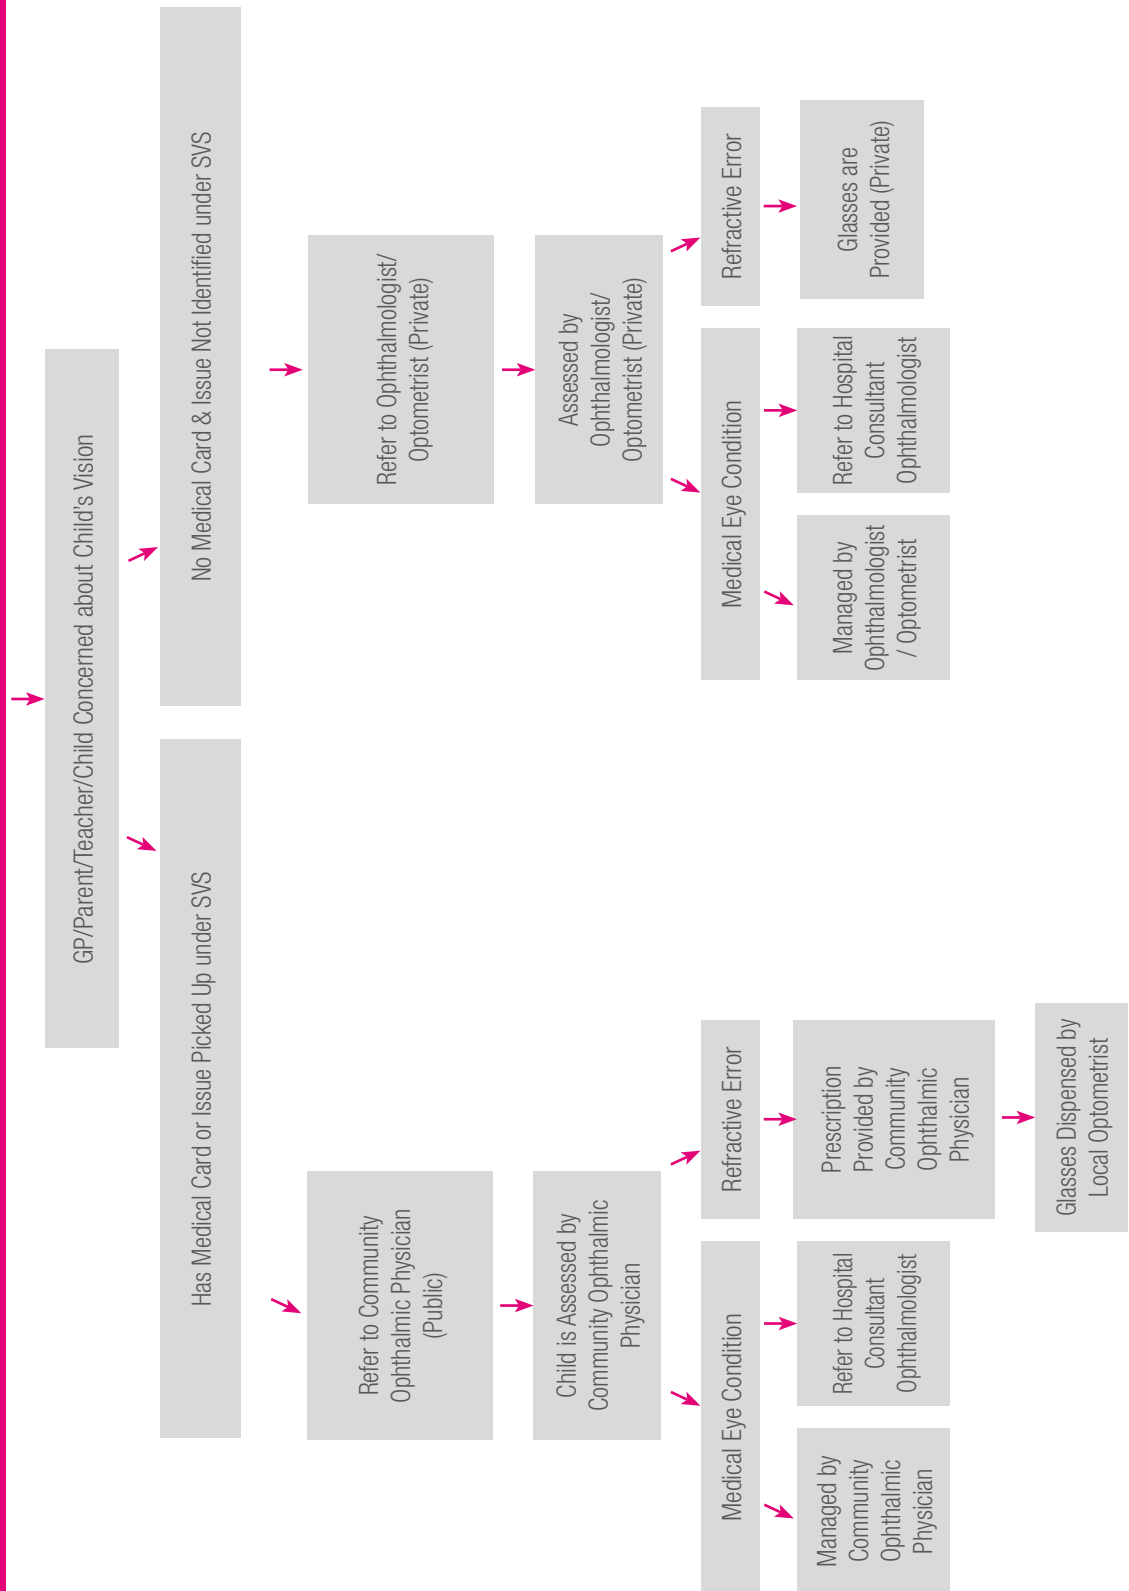 GP/Parent/Teacher/Child Concerned about Child's Vision
Has Medical Card or Issue Picked Up under SVS
No Medical Card & Issue Not Identified under SVS
Refer to Community
Ophthalmic Physician
(Public)
Refer to Ophthalmologist/
Optometrist (Private)
Child is Assessed by
Community Ophthalmic
Physician
Assessed by
Ophthalmologist/
Optometrist (Private)
Medical Eye Condition
Refractive Error
Medical Eye Condition
Refractive Error
Managed by
Community
Ophthalmic
Physician
Refer to Hospital
Consultant
Ophthalmologist
Prescription
Provided by
Community
Ophthalmic
Physician
Managed by
Ophthalmologist
/ Optometrist
Refer to Hospital
Consultant
Ophthalmologist
Glasses are
Provided (Private)
Glasses Dispensed by
Local Optometrist